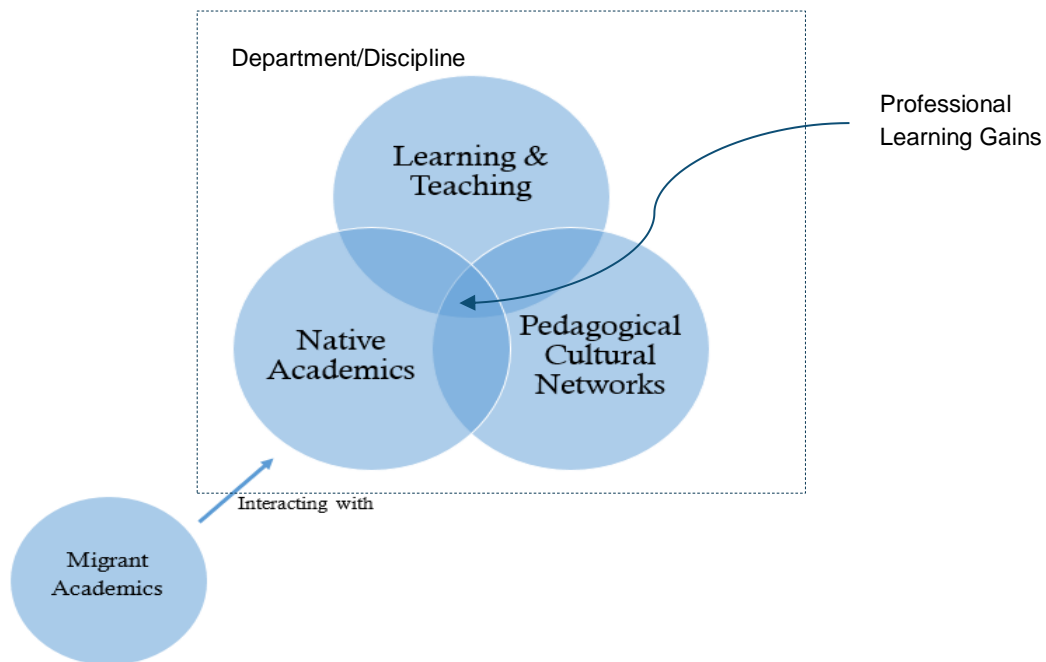 Department/Discipline
Professional
Learning Gains
Learning &
Teaching
Native
Academics
Pedagogical
Cultural
Networks
Interacting with
Migrant
Academics